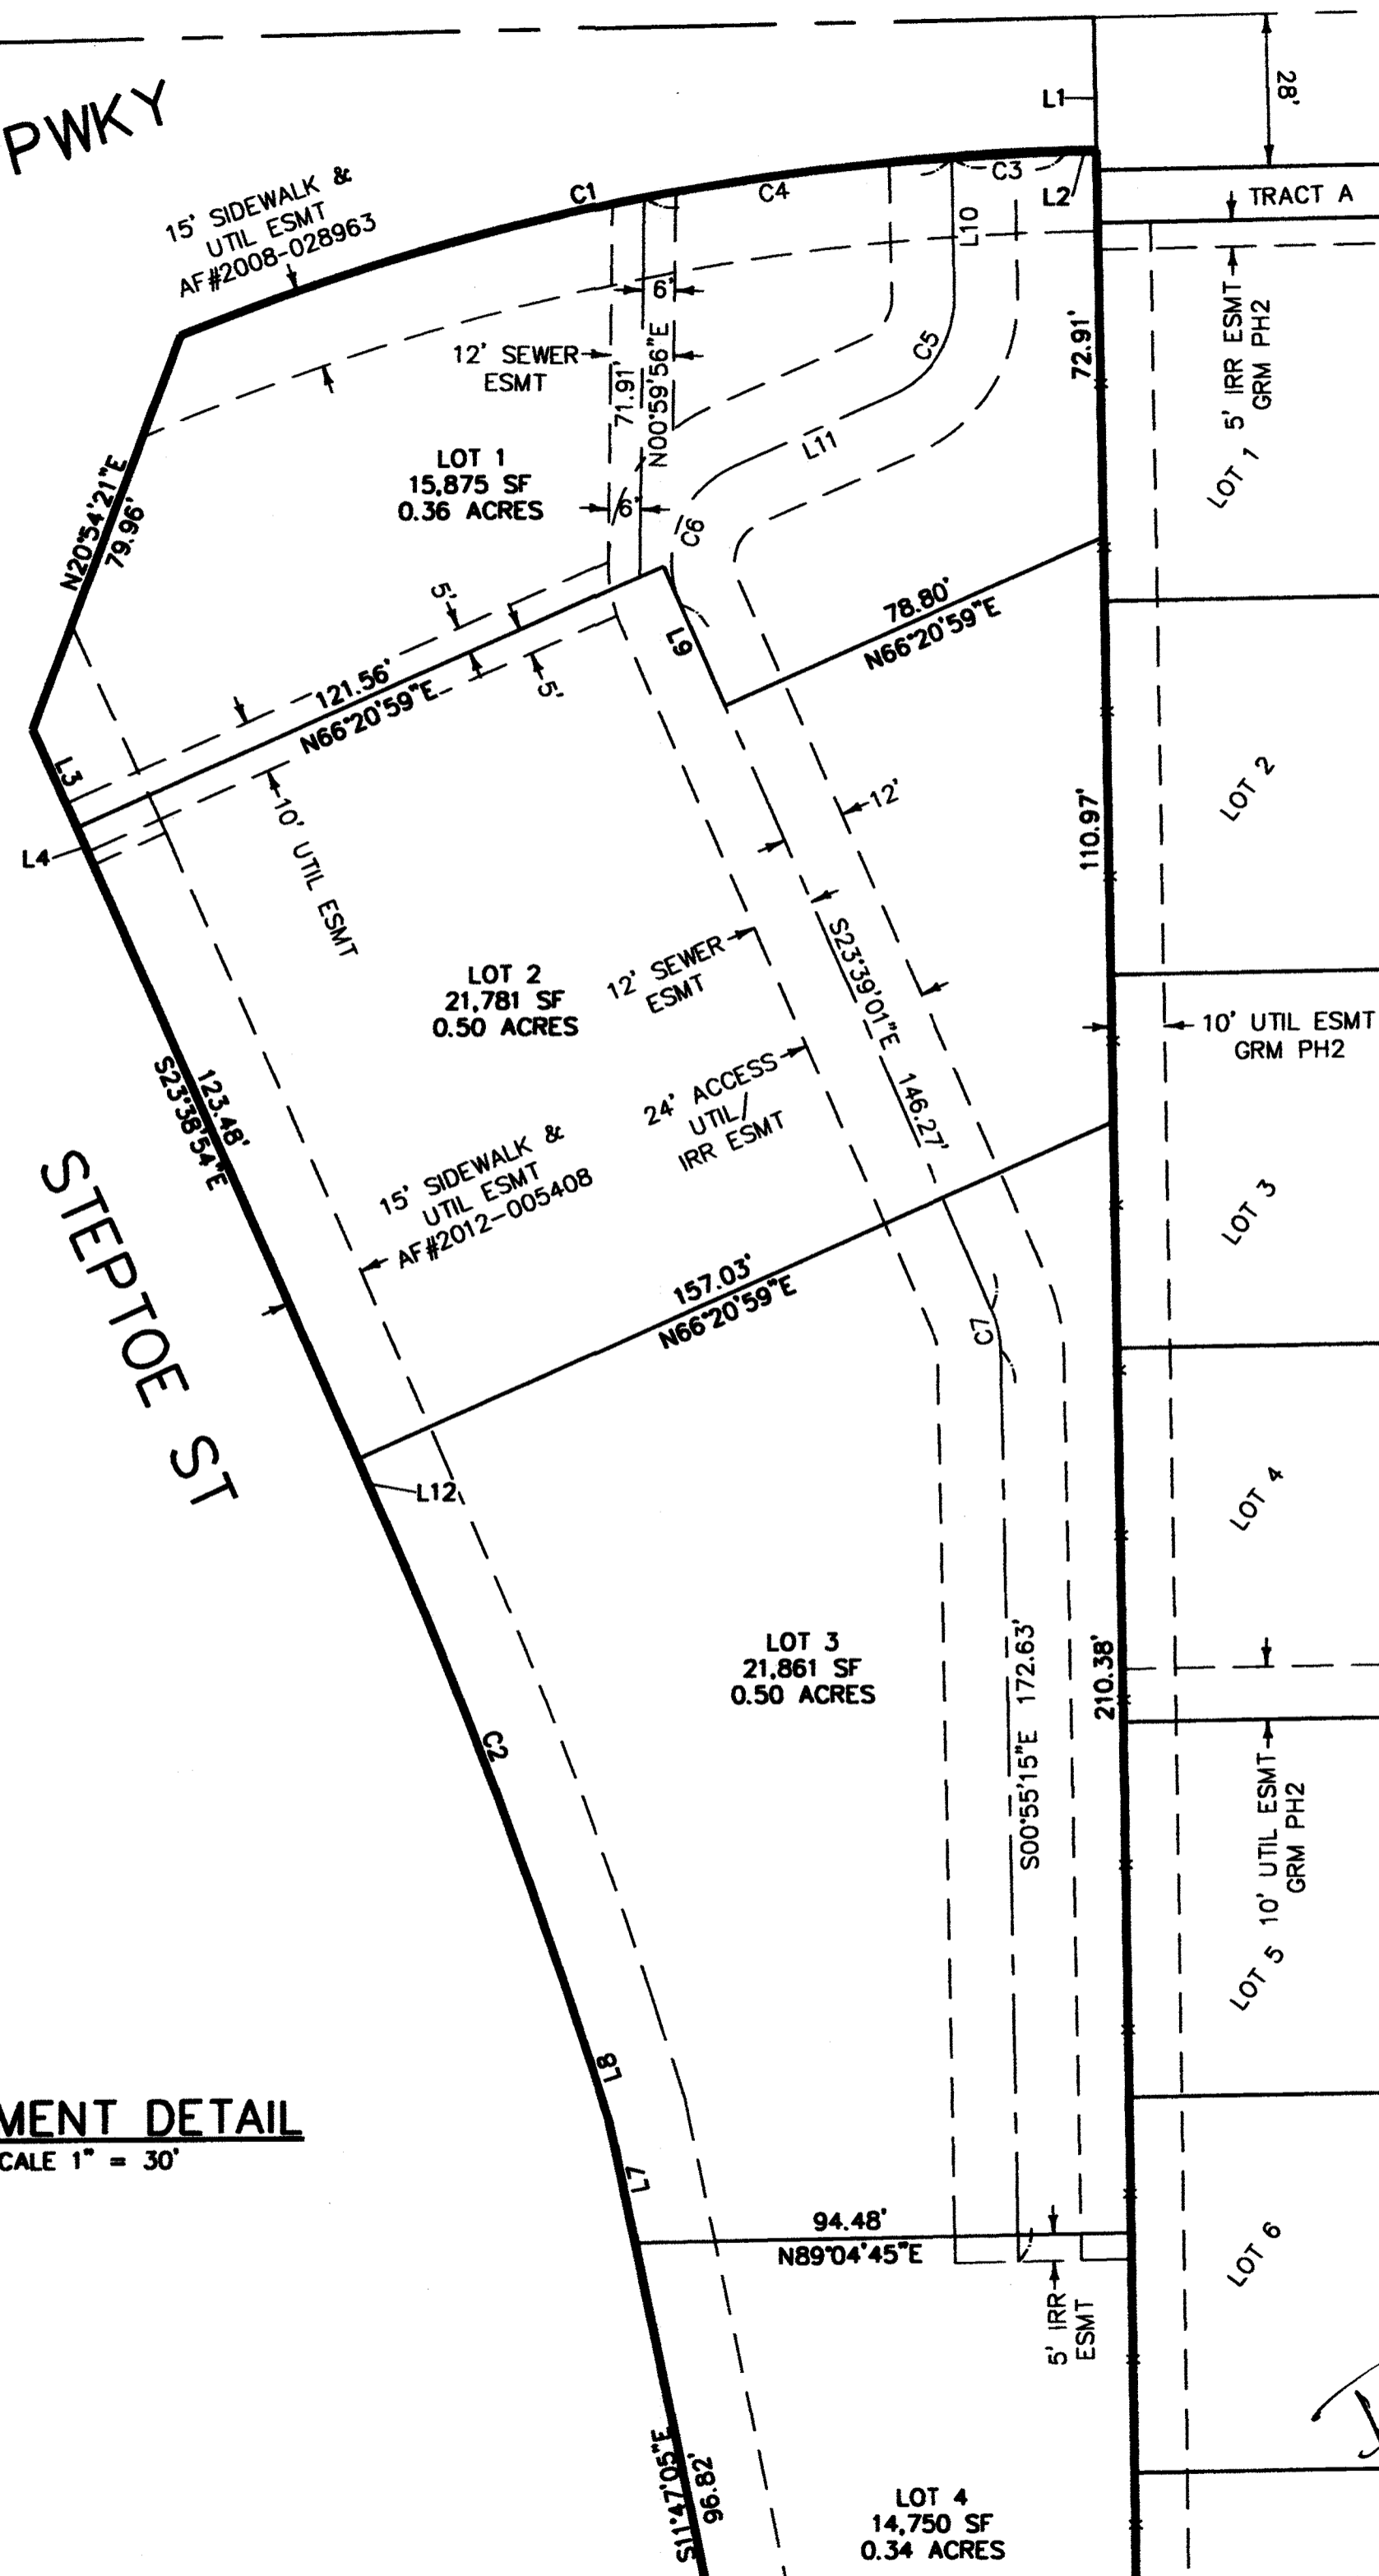 PWKY
28'
L1
15' SIDEWALK &
UTIL ESMT
AF#2008-028963
C1
C4
C3
L2
TRACT A
L10
6'
12' SEWER
ESMT
71.91'
N00°59'56"E
C5
72.91'
5' IRR ESMT
GRM PH2
LOT 1
L11
LOT 1
15,875 SF
0.36 ACRES
6'
C6
N20°54'21"E
79.96'
5'
78.80'
N66°20'59"E
L9
121.56'
N66°20'59"E
5'
L3
10' UTIL ESMT
12'
L4
110.97'
LOT 2
LOT 2
21,781 SF
0.50 ACRES
12' SEWER
ESMT
S23°39'01"E 146.27'
10' UTIL ESMT
GRM PH2
123.48'
S23°38'54"E
24' ACCESS
UTIL/
IRR ESMT
15' SIDEWALK &
UTIL ESMT
AF#2012-005408
STEPTOE ST
LOT 3
157.03'
N66°20'59"E
C7
L12
LOT 4
LOT 3
21,861 SF
0.50 ACRES
S00°55'15"E 172.63'
210.38'
C2
10' UTIL ESMT
GRM PH2
LOT 5
L8
MENT DETAIL
CALE 1" = 30'
L7
94.48'
N89°04'45"E
LOT 6
5' IRR
ESMT
S11°47'05"E
96.82'
LOT 4
14,750 SF
0.34 ACRES